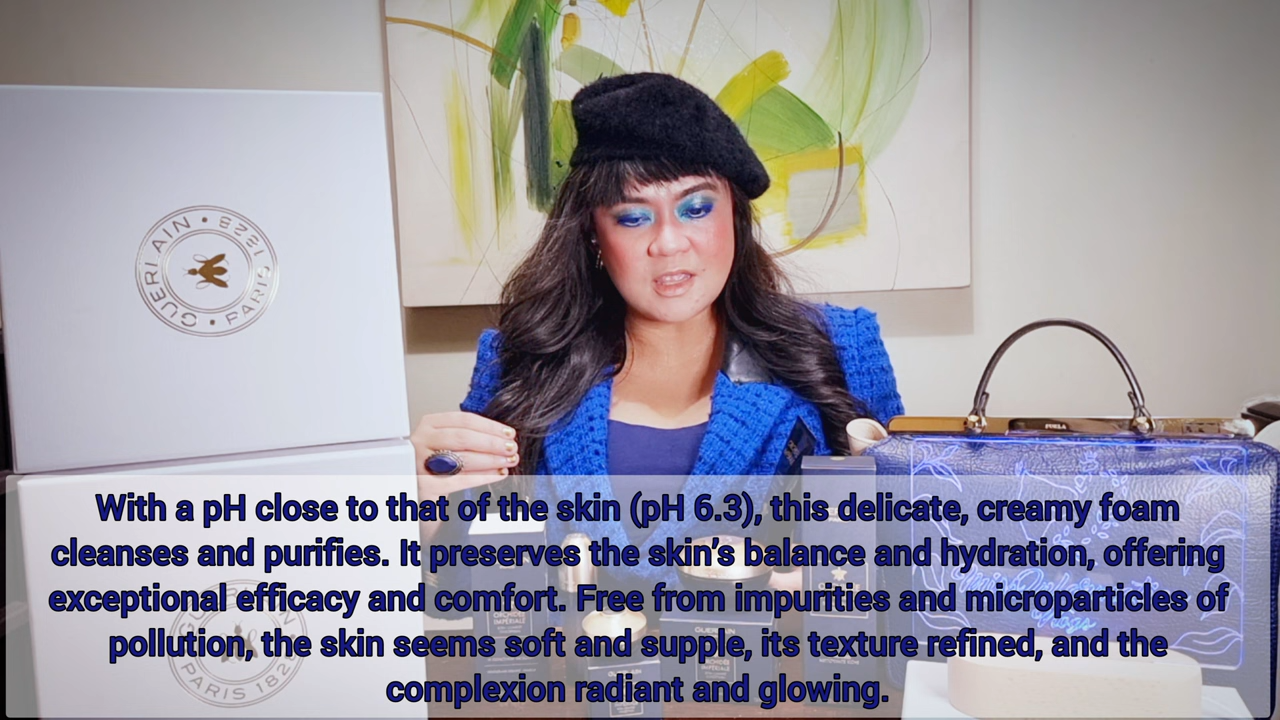 GUERLAIN • PARIS • 1828
FURLA
With a pH close to that of the skin (pH 6.3), this delicate, creamy foam
cleanses and purifies. It preserves the skin’s balance and hydration, offering
exceptional efficacy and comfort. Free from impurities and microparticles of
pollution, the skin seems soft and supple, its texture refined, and the
complexion radiant and glowing.
PARIS 1828
GUERLAIN